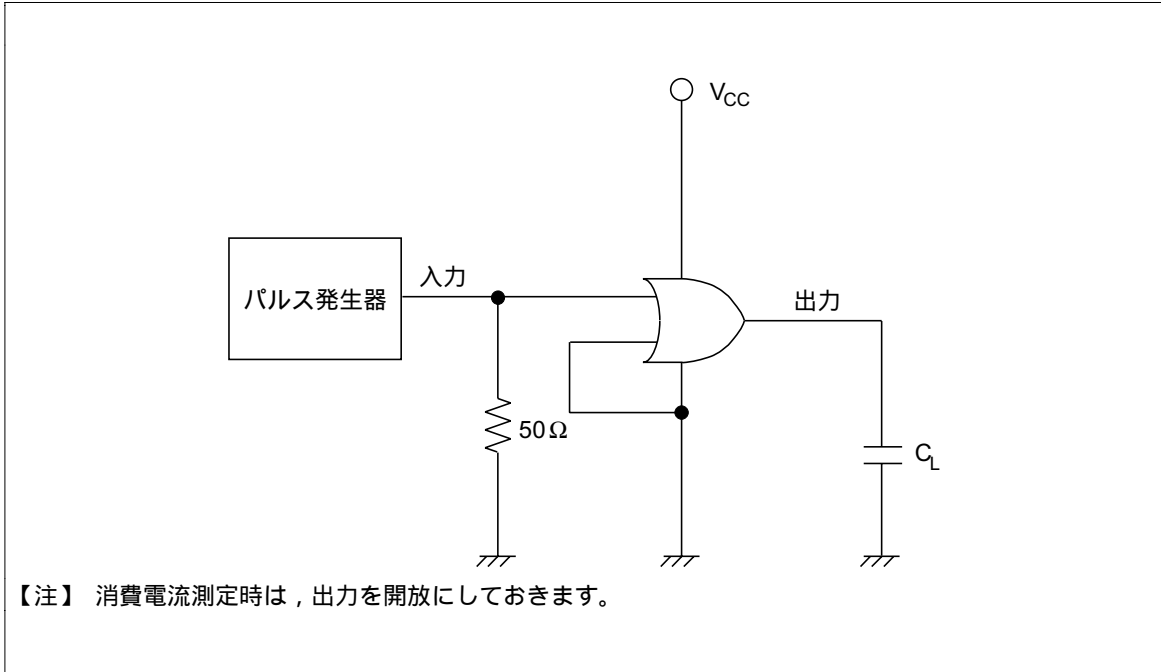 V_CC
パルス発生器
入力
出力
50Ω
C_L
【注】 消費電流測定時は,出力を開放にしておきます。